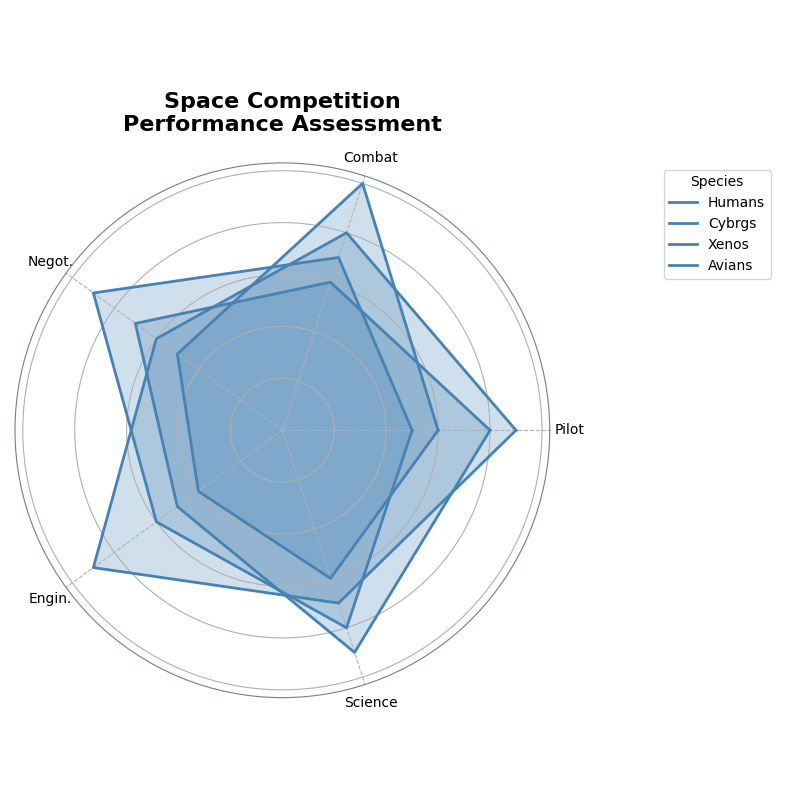 Space Competition
Performance Assessment
Combat
Negot.
Pilot
Engin.
Science
Species
Humans
Cybrgs
Xenos
Avians